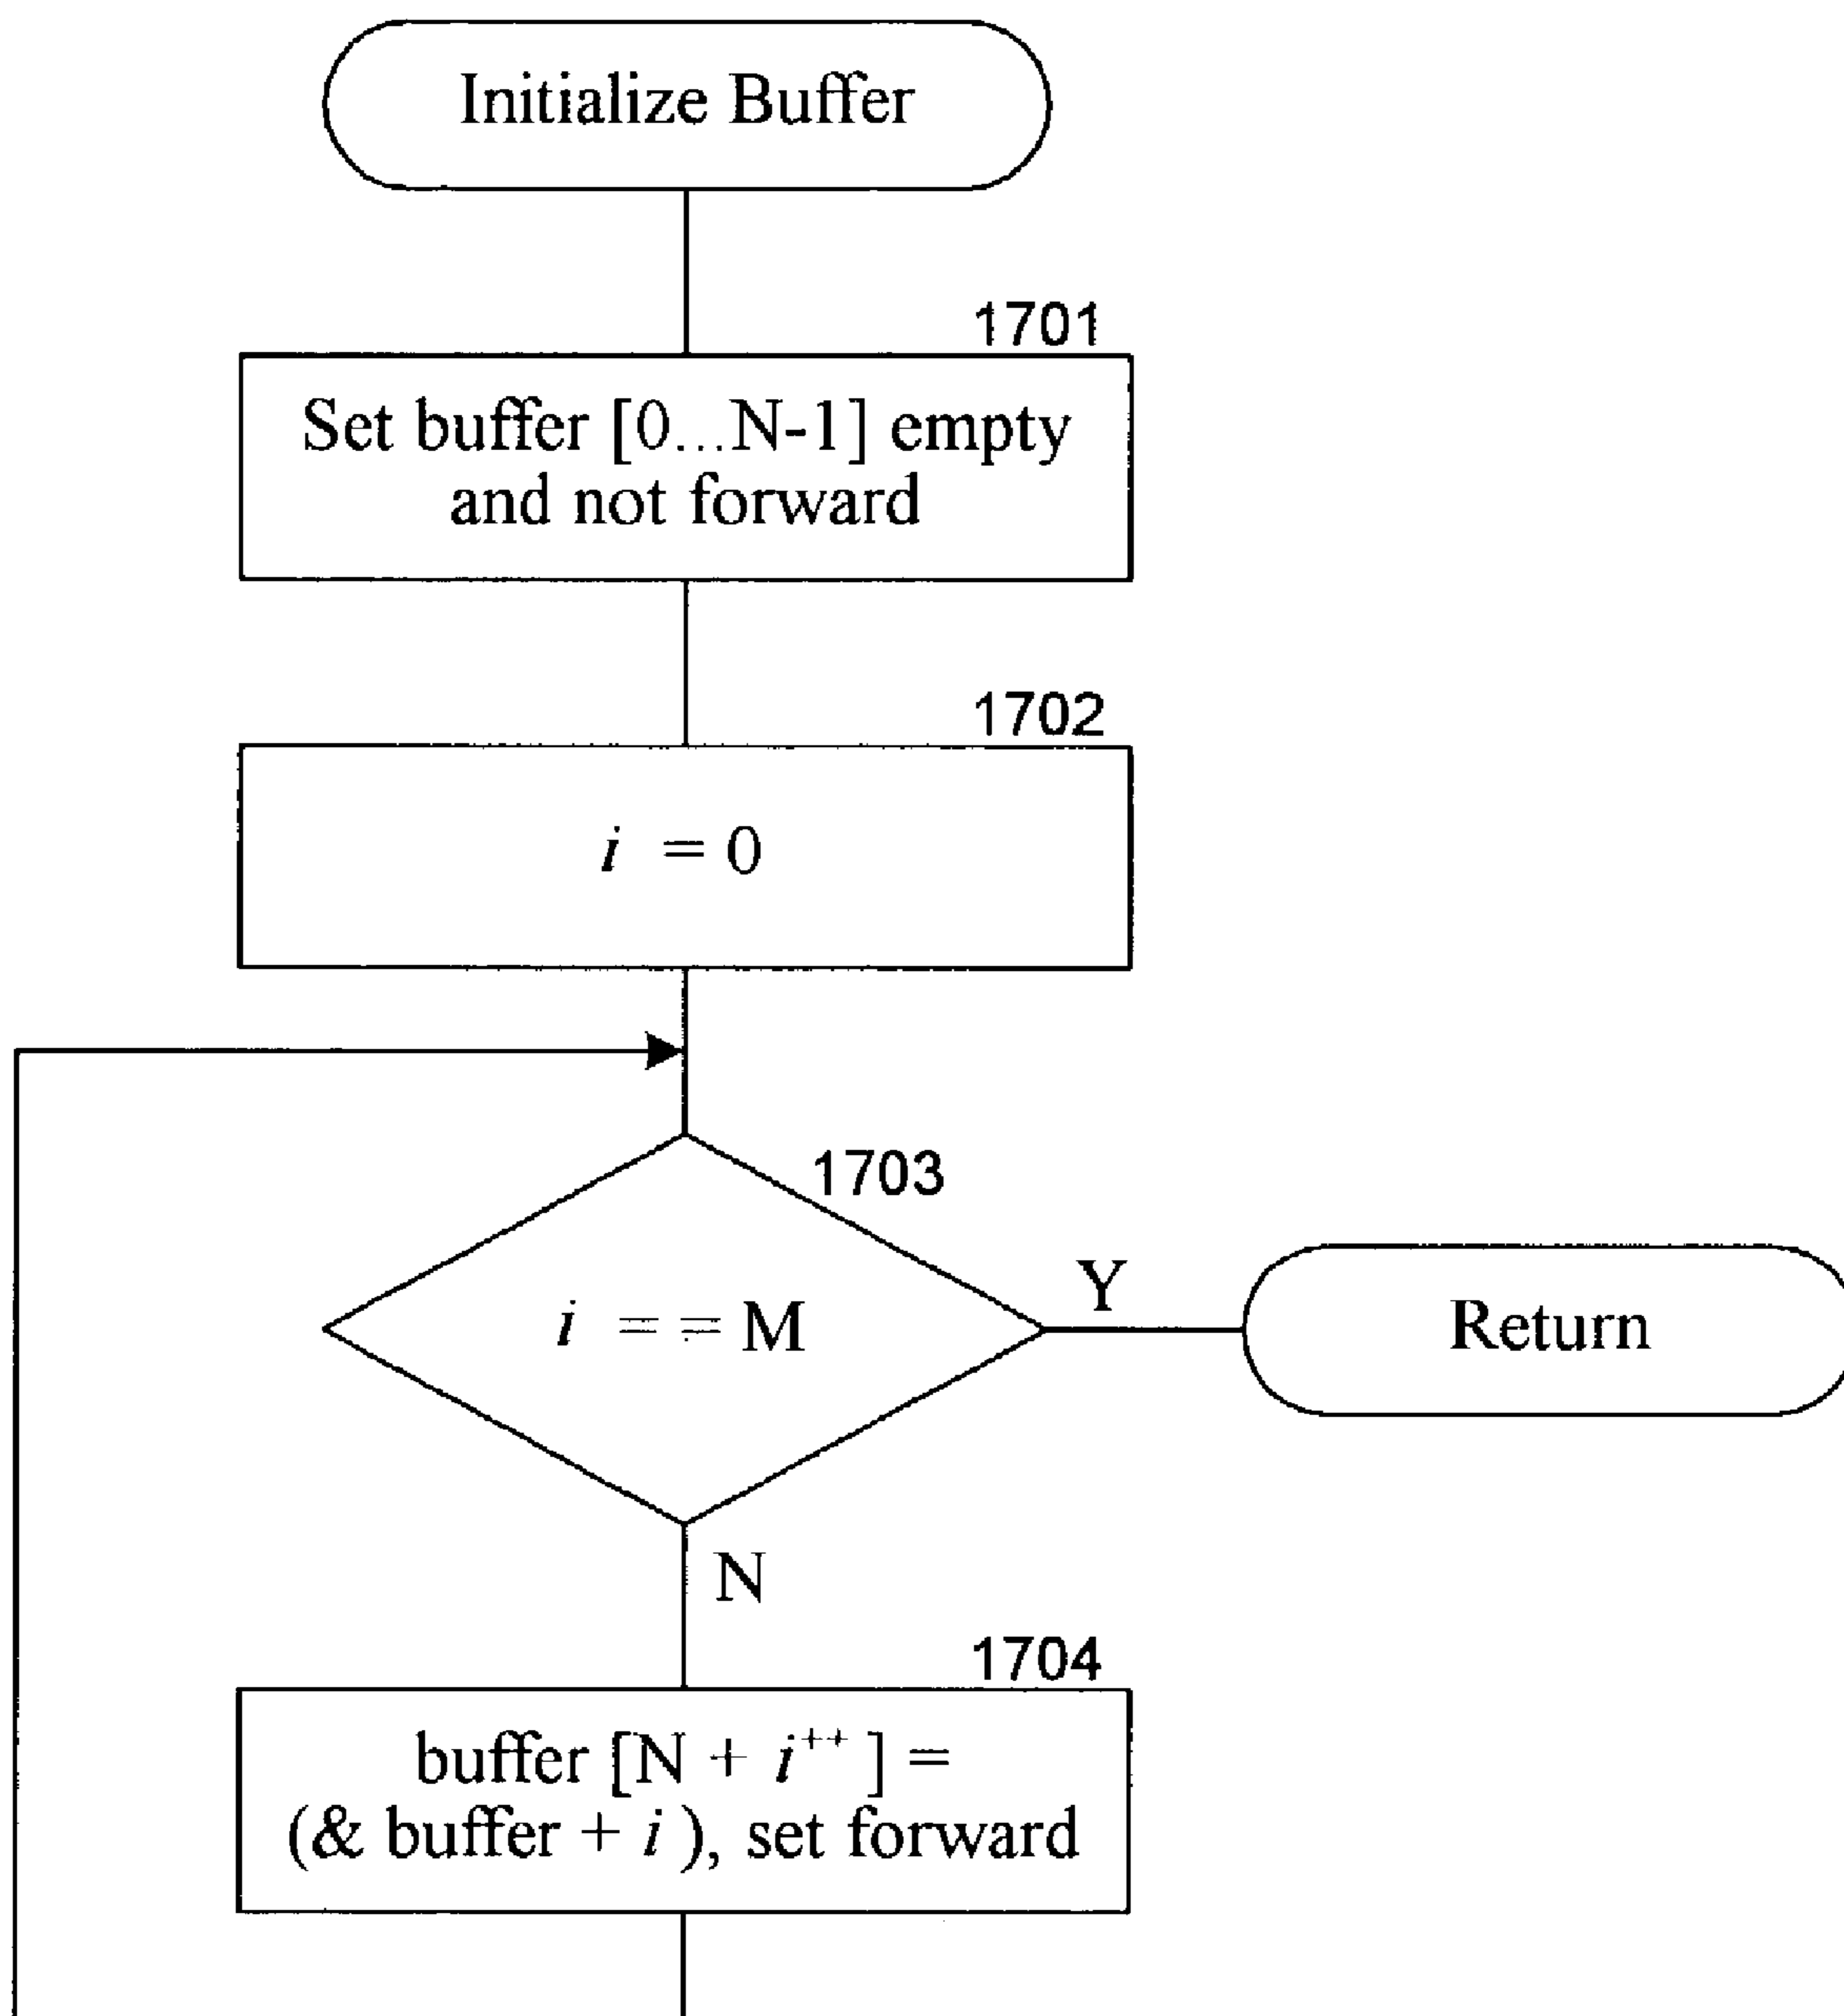 Initialize Buffer
1701
Set buffer [0...N-1] empty
and not forward
1702
i = 0
1703
i = = M
Y
Return
N
1704
buffer [N + i++ ] =
(& buffer + i ), set forward